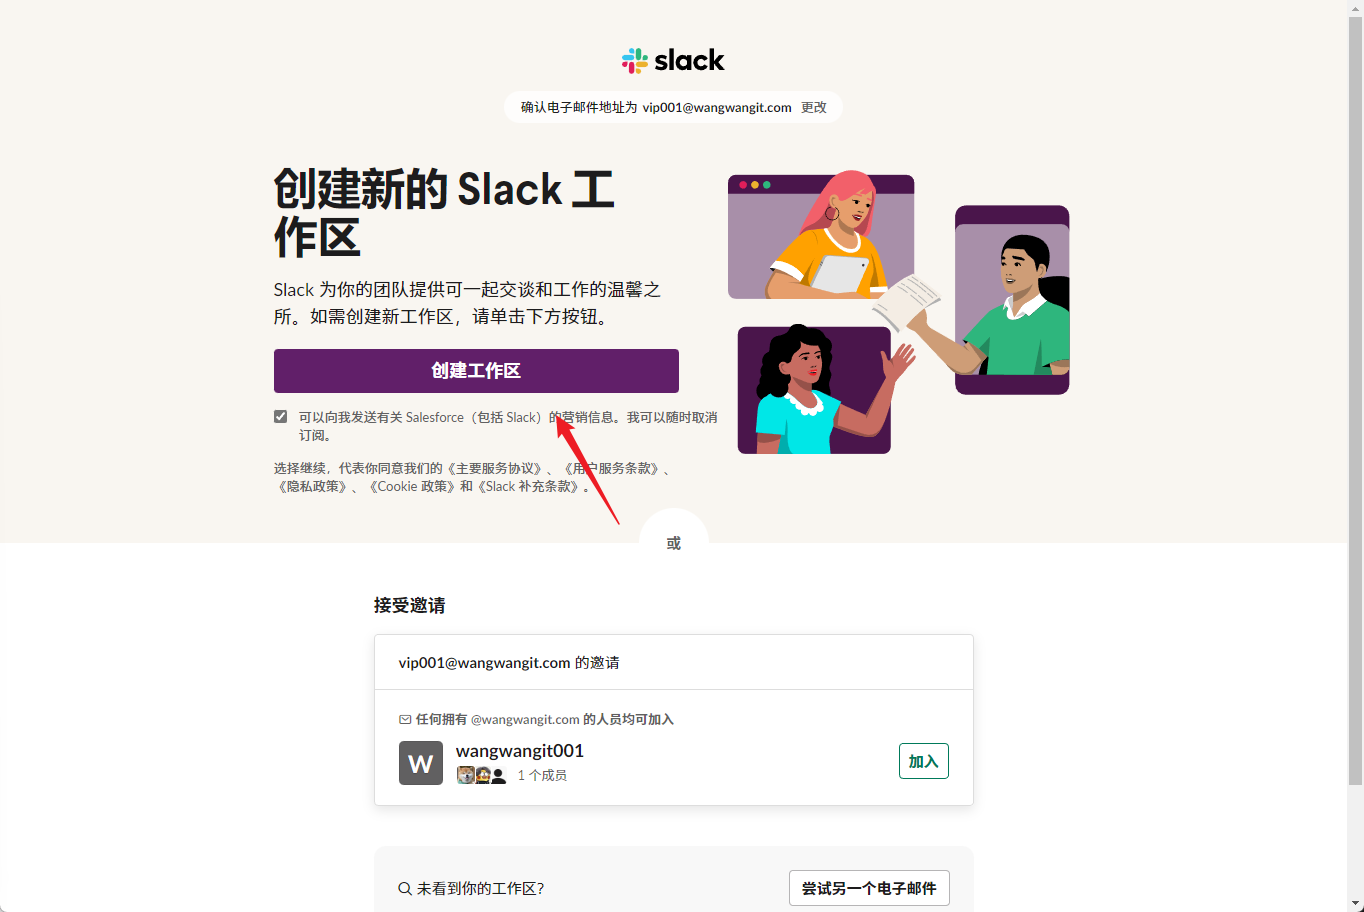 slack
确认电子邮件地址为 vip001@wangwangit.com 更改
创建新的 Slack 工
作区
Slack 为你的团队提供可一起交谈和工作的温馨之
所。如需创建新工作区，请单击下方按钮。
创建工作区
可以向我发送有关 Salesforce（包括 Slack）的营销信息。我可以随时取消
订阅。
选择继续，代表你同意我们的《主要服务协议》、《用户服务条款》、
《隐私政策》、《Cookie 政策》和《Slack 补充条款》。
或
接受邀请
vip001@wangwangit.com 的邀请
任何拥有 @wangwangit.com 的人员均可加入
W
wangwangit001
1 个成员
加入
未看到你的工作区？
尝试另一个电子邮件